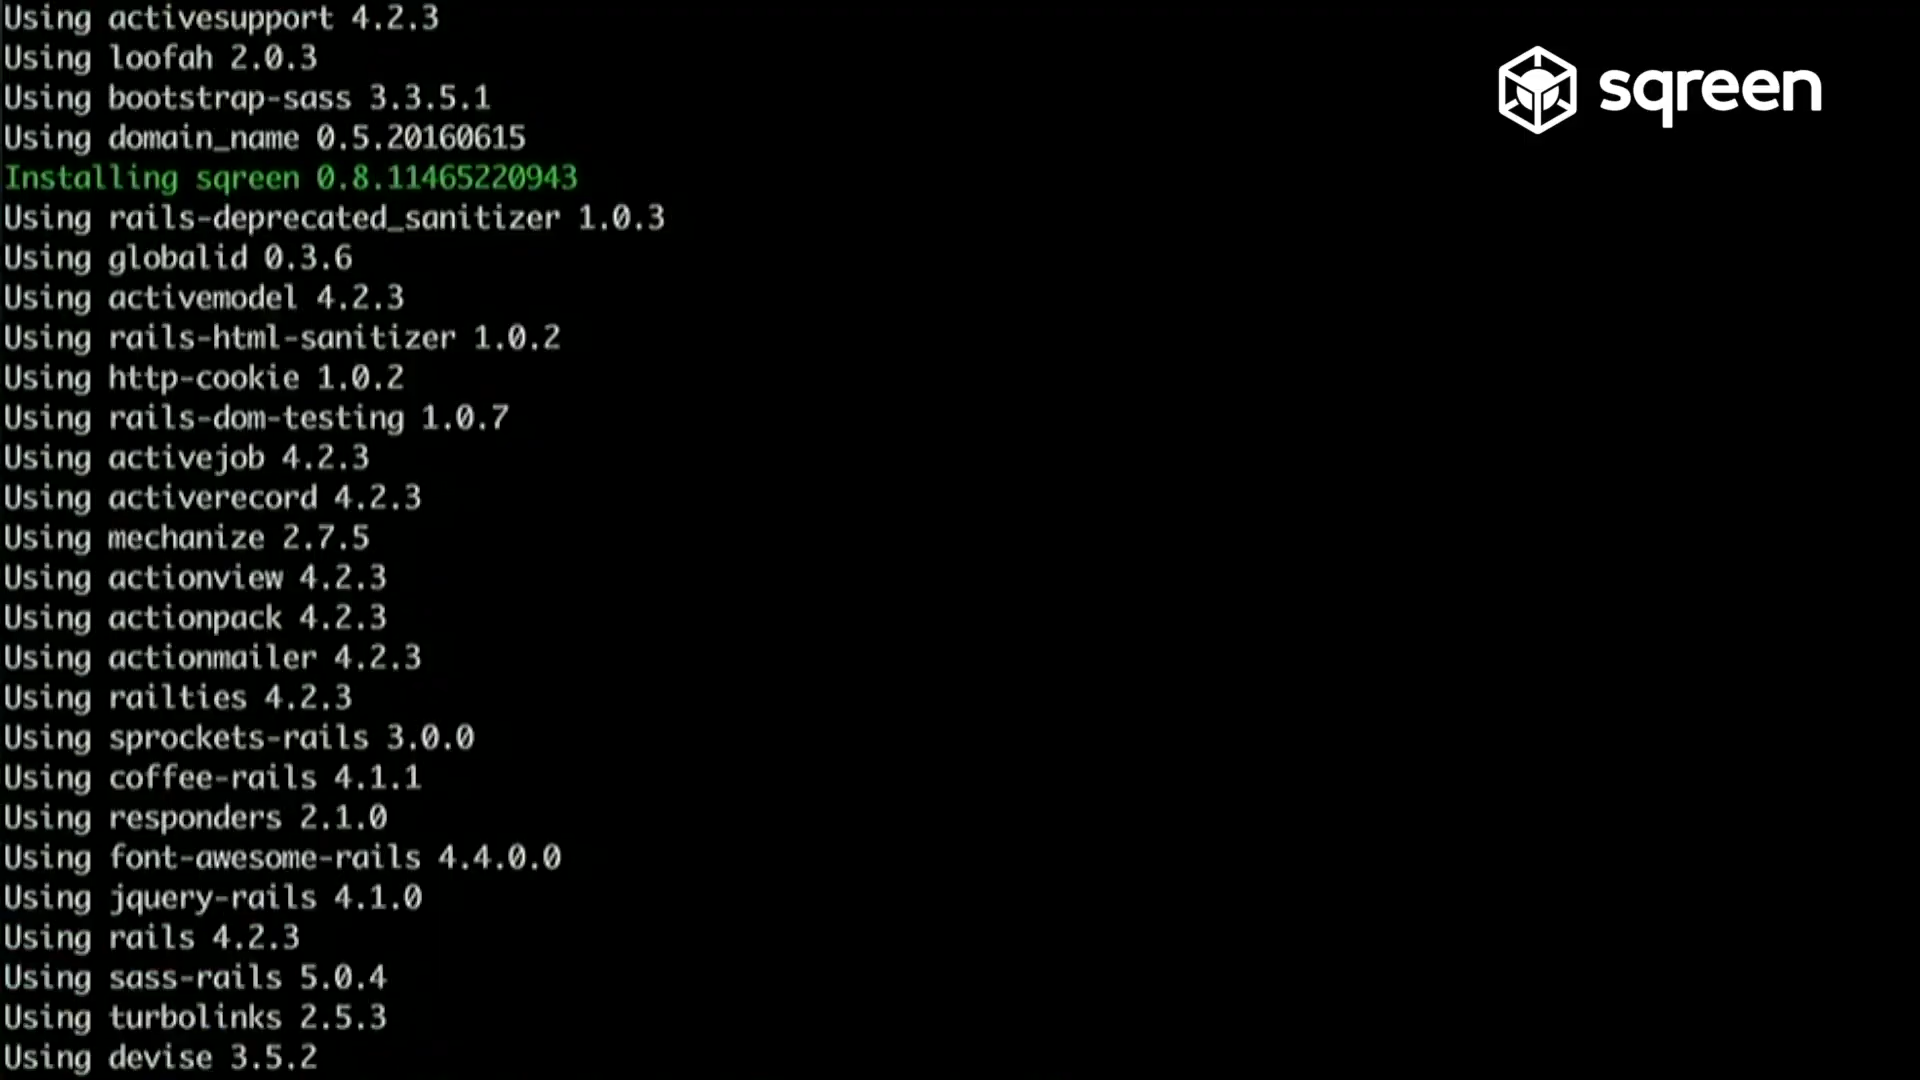 Using activesupport 4.2.3
Using loofah 2.0.3
Using bootstrap-sass 3.3.5.1
Using domain_name 0.5.20160615
Installing sqreen 0.8.11465220943
Using rails-deprecated_sanitizer 1.0.3
Using globalid 0.3.6
Using activemodel 4.2.3
Using rails-html-sanitizer 1.0.2
Using http-cookie 1.0.2
Using rails-dom-testing 1.0.7
Using activejob 4.2.3
Using activerecord 4.2.3
Using mechanize 2.7.5
Using actionview 4.2.3
Using actionpack 4.2.3
Using actionmailer 4.2.3
Using railties 4.2.3
Using sprockets-rails 3.0.0
Using coffee-rails 4.1.1
Using responders 2.1.0
Using font-awesome-rails 4.4.0.0
Using jquery-rails 4.1.0
Using rails 4.2.3
Using sass-rails 5.0.4
Using turbolinks 2.5.3
Using devise 3.5.2
sqreen